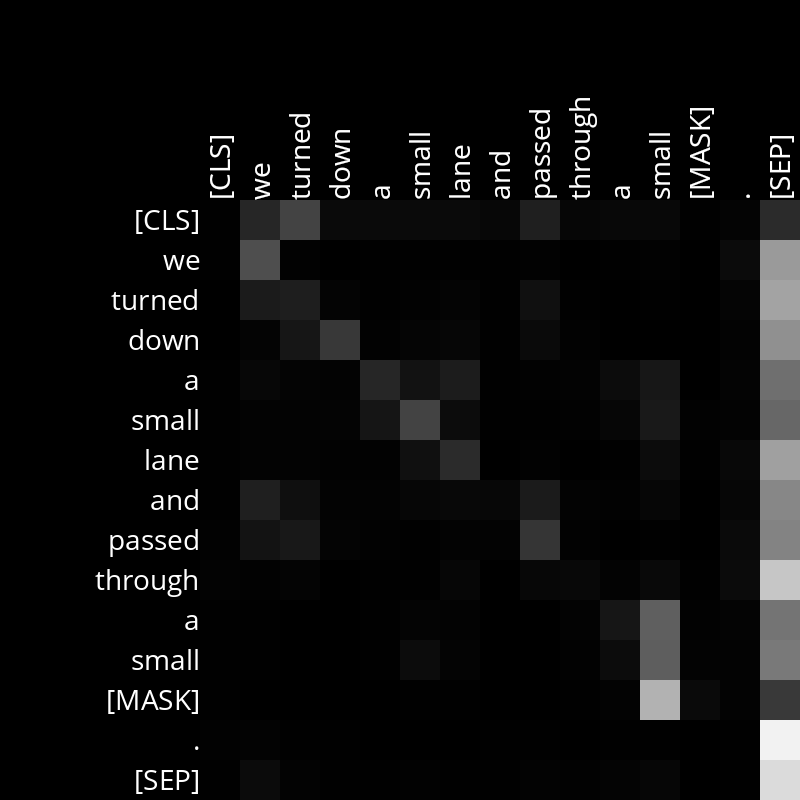 [CLS] we turned down a small lane and passed through a small [MASK] . [SEP]
[CLS]
we
turned
down
a
small
lane
and
passed
through
a
small
[MASK]
.
[SEP]